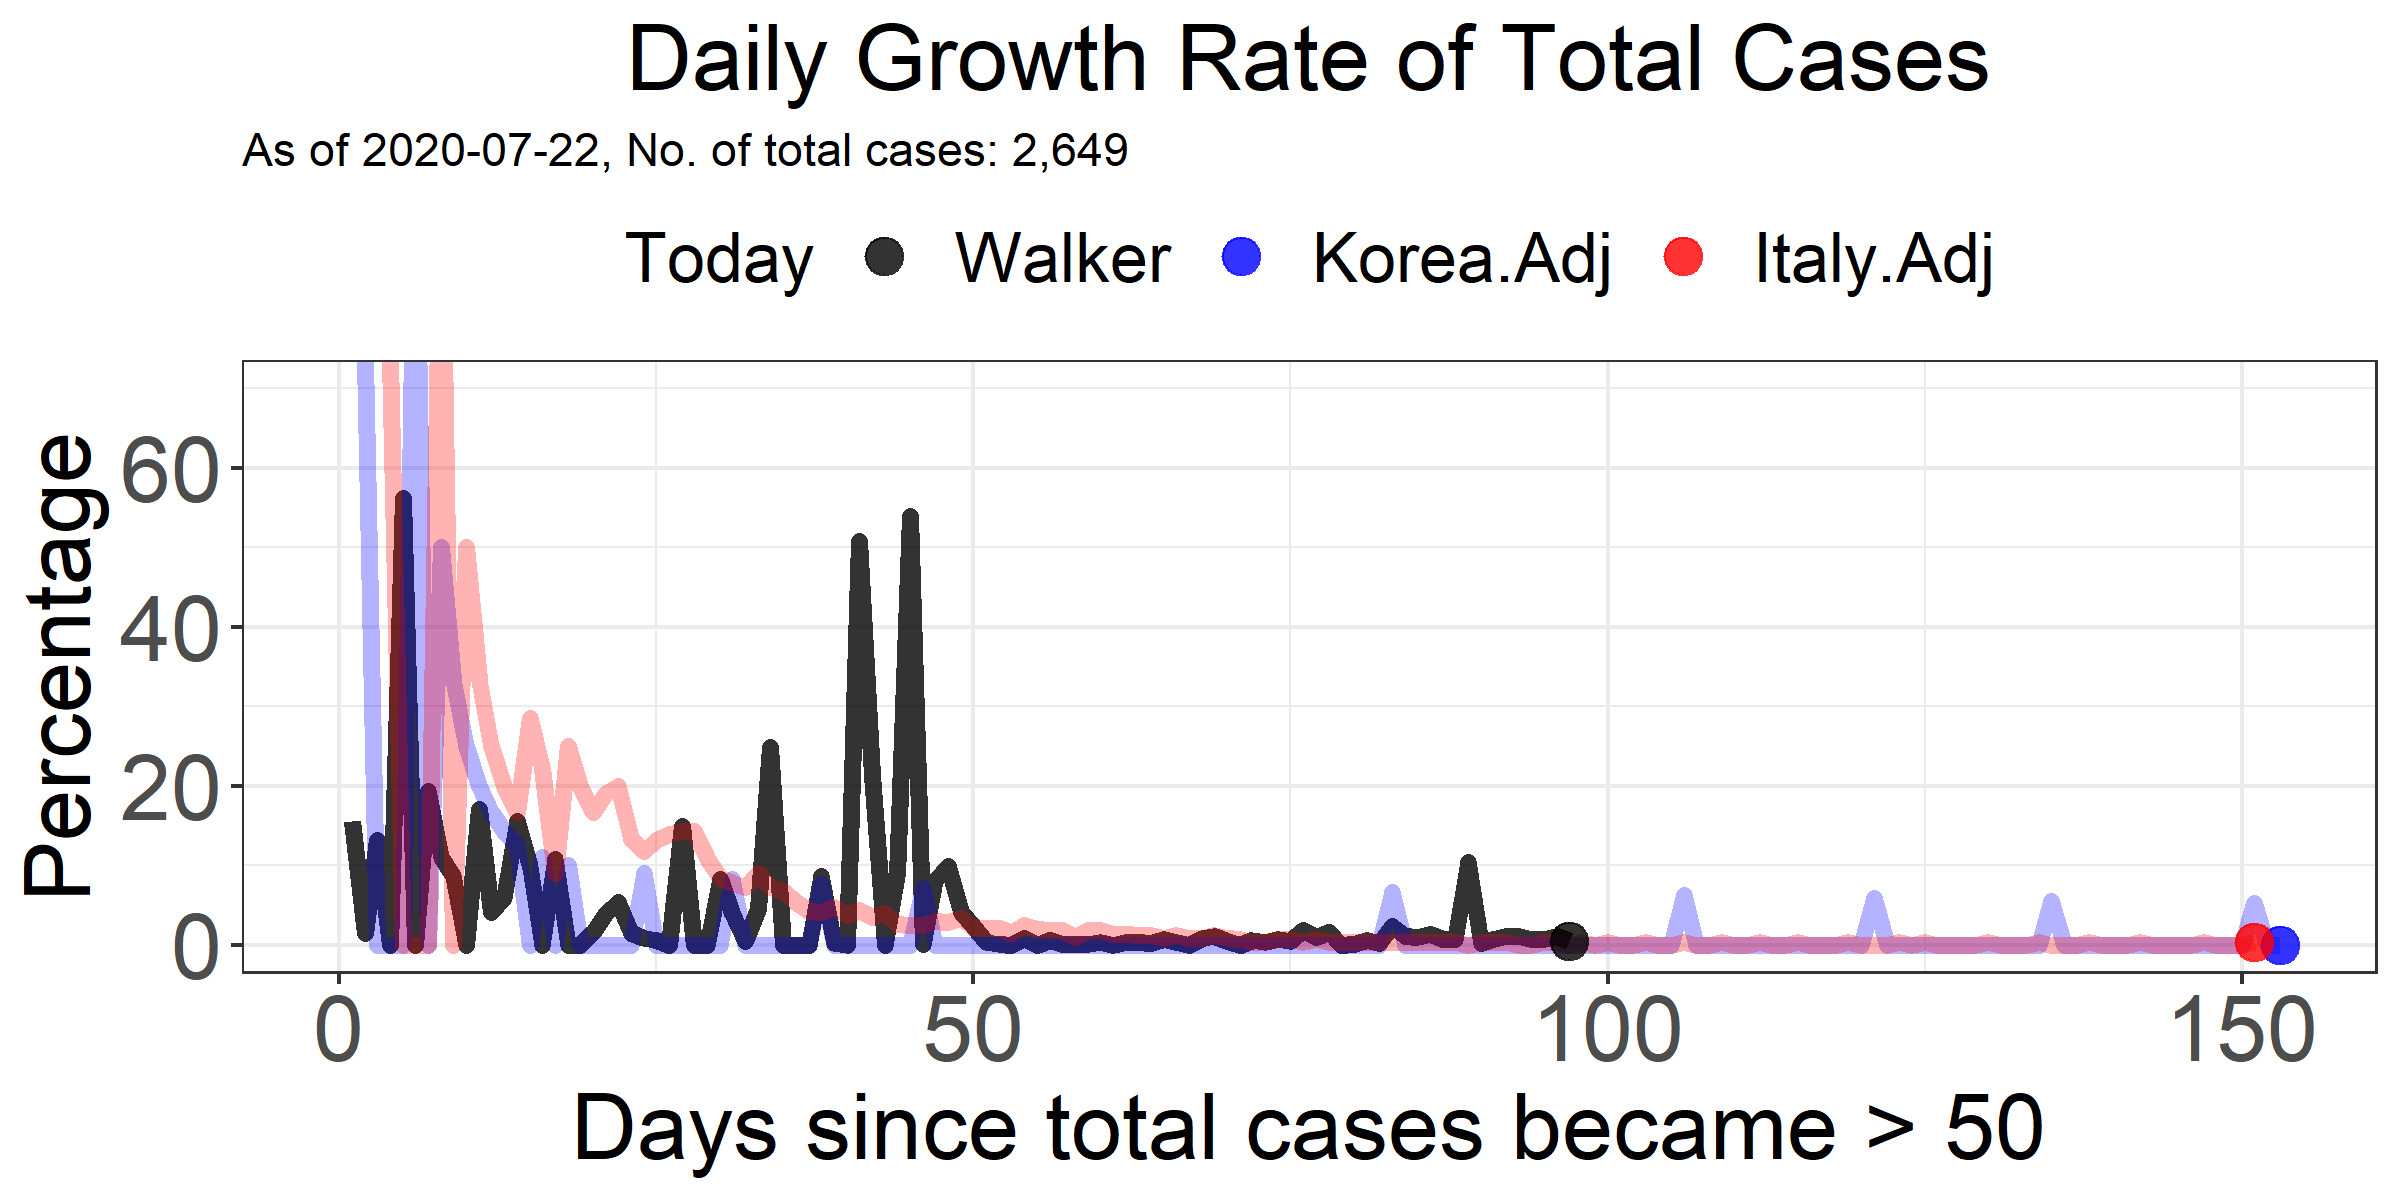 Daily Growth Rate of Total Cases
As of 2020-07-22, No. of total cases: 2,649
Today Walker Korea.Adj Italy.Adj
Percentage
60
40
20
0
0 50 100 150
Days since total cases became > 50